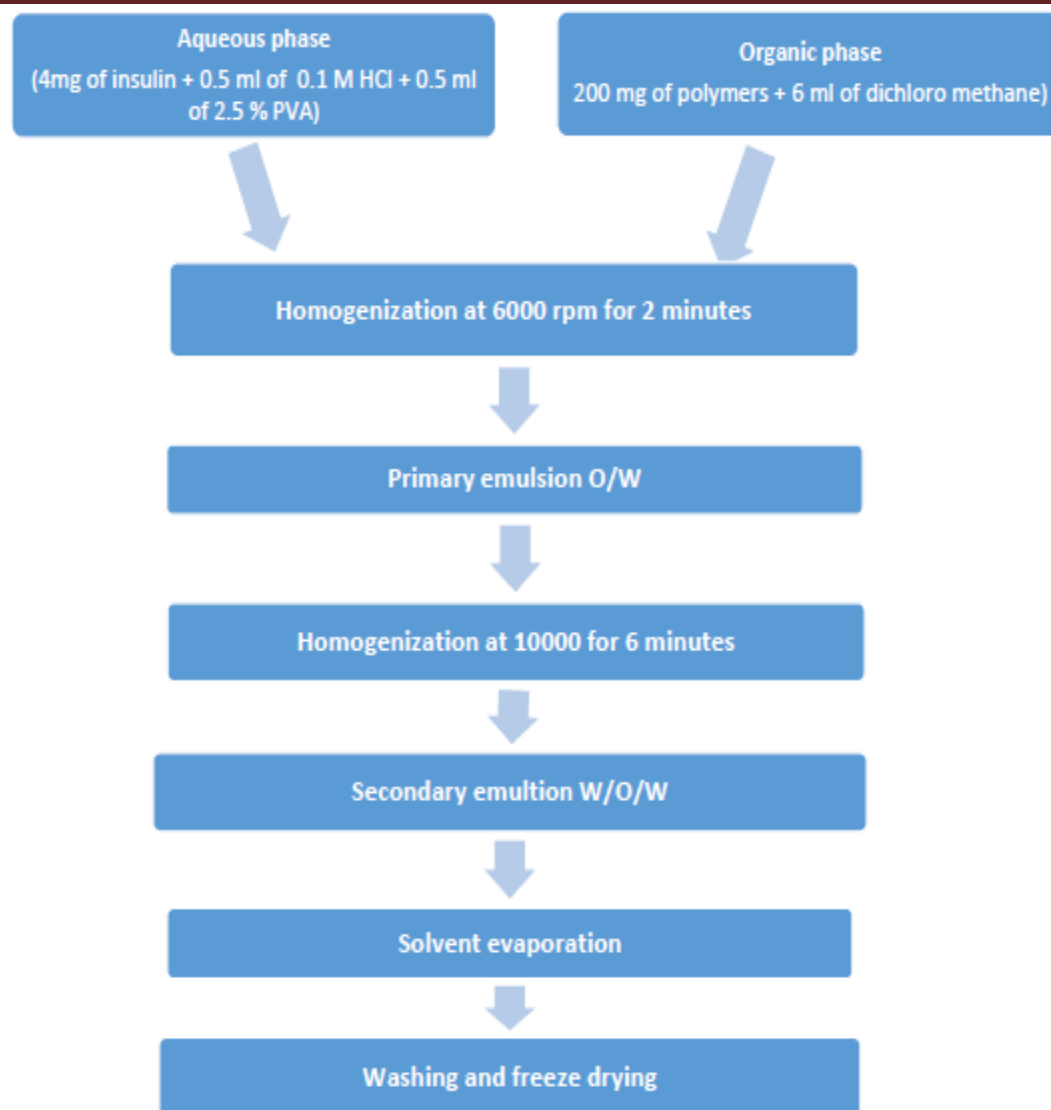 Aqueous phase
(4mg of insulin + 0.5 ml of 0.1 M HCl + 0.5 ml
of 2.5 % PVA)
Organic phase
200 mg of polymers + 6 ml of dichloro methane)
Homogenization at 6000 rpm for 2 minutes
Primary emulsion O/W
Homogenization at 10000 for 6 minutes
Secondary emultion W/O/W
Solvent evaporation
Washing and freeze drying